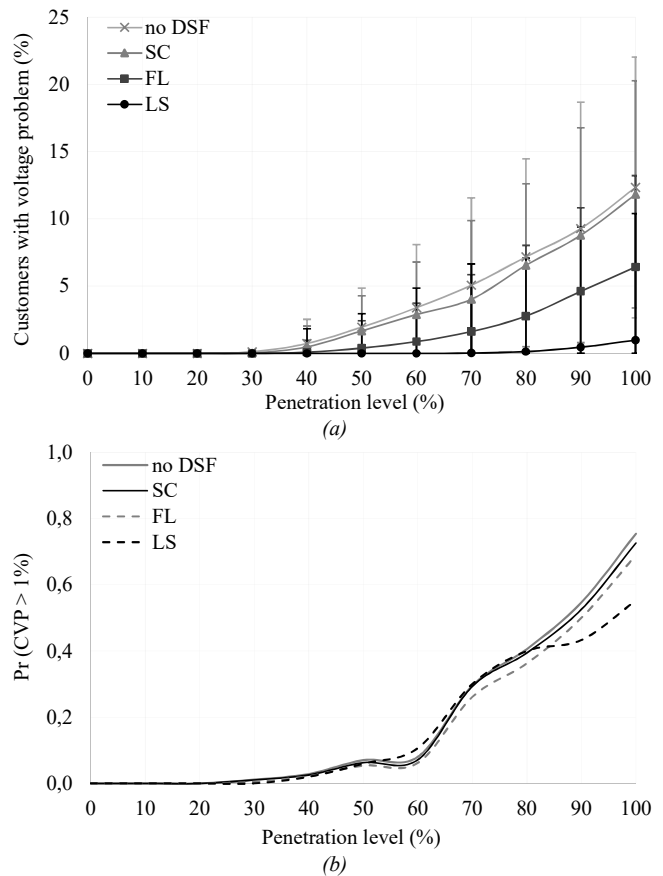 25
20
15
10
5
0
Customers with voltage problem (%)
no DSF
SC
FL
LS
0 10 20 30 40 50 60 70 80 90 100
Penetration level (%)
(a)
1,0
0,8
0,6
0,4
0,2
0,0
Pr (CVP > 1%)
no DSF
SC
FL
LS
0 10 20 30 40 50 60 70 80 90 100
Penetration level (%)
(b)